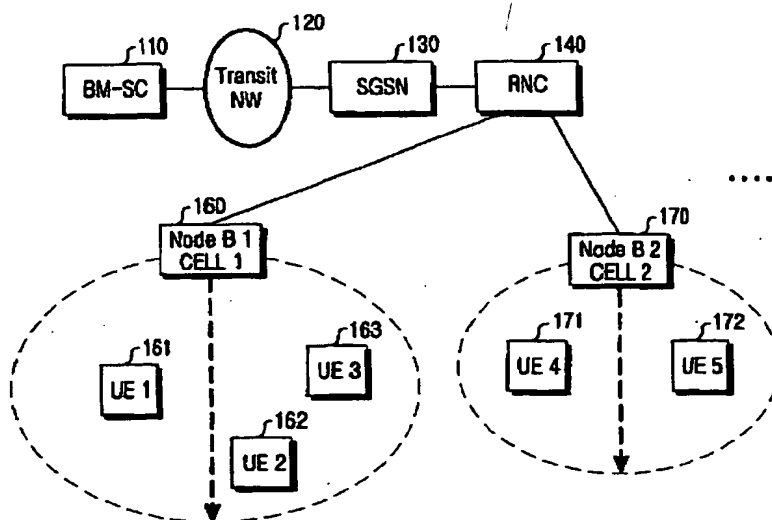 110
120
130
140
BM-SC
Transit
NW
SGSN
RNC
....
160
Node B 1
CELL 1
170
Node B 2
CELL 2
161
UE 1
162
UE 2
163
UE 3
171
UE 4
172
UE 5